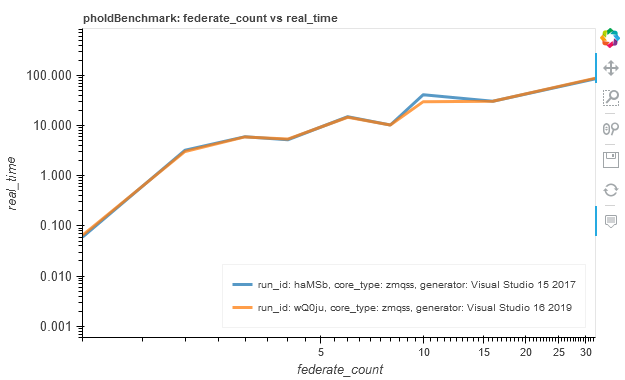 pholdBenchmark: federate_count vs real_time
100.000
10.000
1.000
0.100
0.010
0.001
real_time
run_id: haMSb, core_type: zmqss, generator: Visual Studio 15 2017
run_id: wQ0ju, core_type: zmqss, generator: Visual Studio 16 2019
5 10 15 20 25 30
federate_count